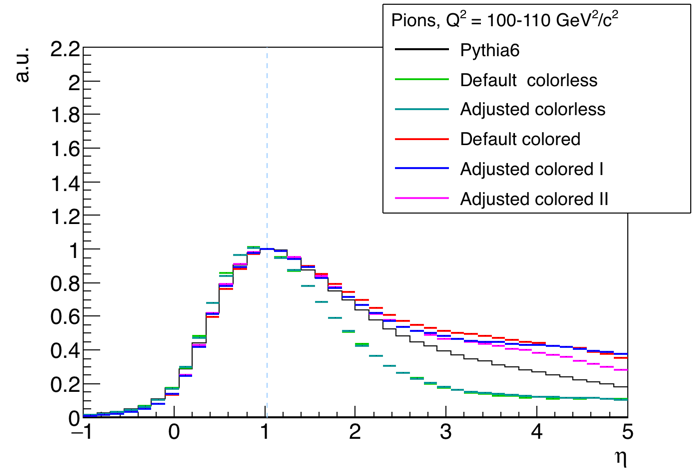 Pions, Q² = 100-110 GeV²/c²
Pythia6
Default colorless
Adjusted colorless
Default colored
Adjusted colored I
Adjusted colored II
a.u.
2.2
2
1.8
1.6
1.4
1.2
1
0.8
0.6
0.4
0.2
0
−1 0 1 2 3 4 5
η